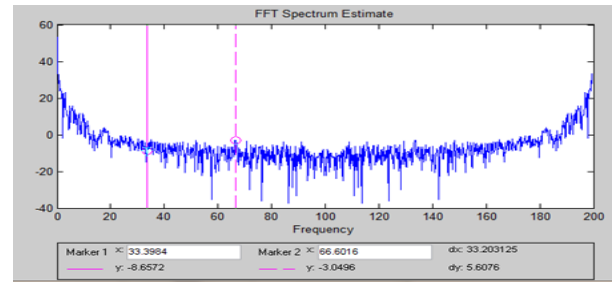 FFT Spectrum Estimate
60
40
20
0
-20
-40
0 20 40 60 80 100 120 140 160 180 200
Frequency
Marker 1 x: 33.3984 Marker 2 x: 66.6016 dx: 33.203125
y: -8.6572 y: -3.0496 dy: 5.6076